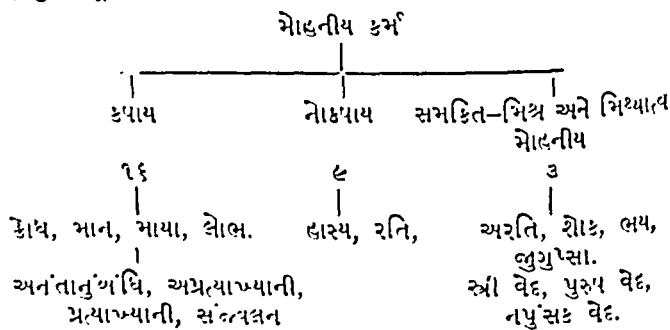 મોહનીય કર્મ
કષાય નોકષાય સમકિત–મિશ્ર અને મિથ્યાત્વ
મોહનીય
૧૬ ૯ ૩
ક્રોધ, માન, માયા, લોભ. હાસ્ય, રતિ, અરતિ, શોક, ભય,
જુગુપ્સા.
અનંતાનુંબંધિ, અપ્રત્યાખ્યાની, સ્ત્રી વેદ, પુરુષ વેદ,
પ્રત્યાખ્યાની, સંજ્વલન નપુંસક વેદ.